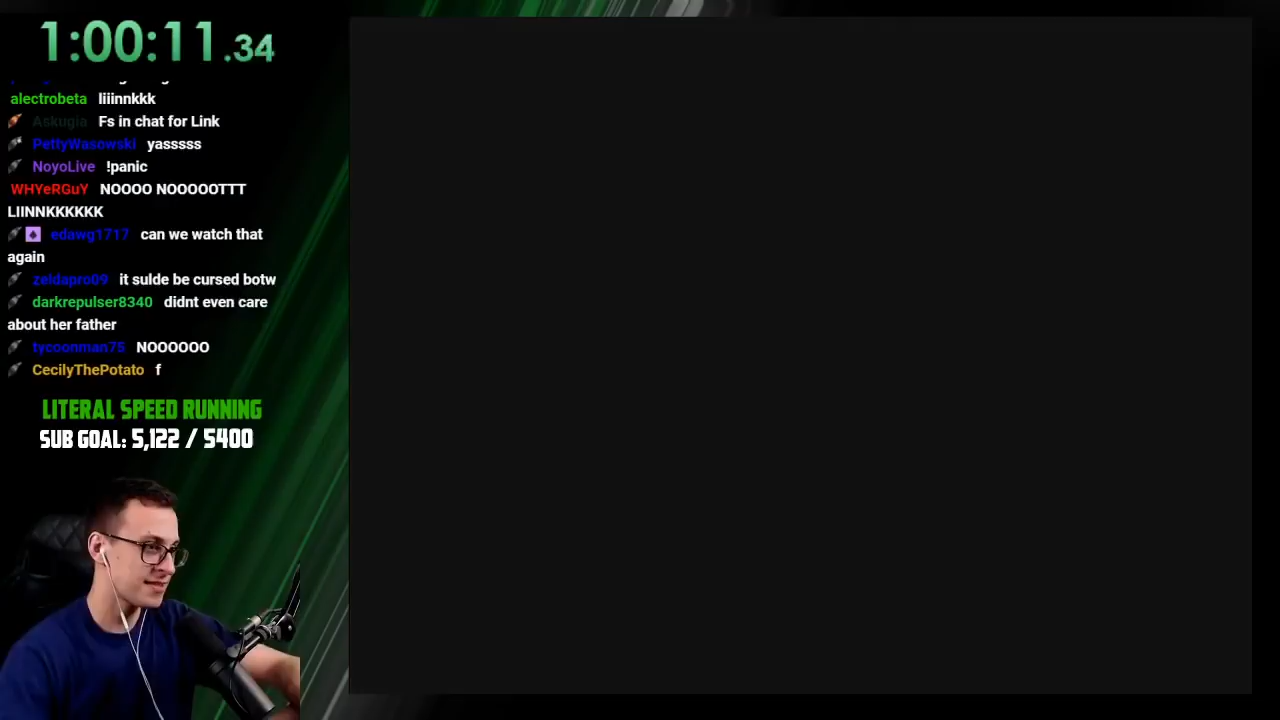 1:00:11.34
alectrobeta liiinnkkk
Askugia Fs in chat for Link
PettyWasowski yasssss
NoyoLive !panic
WHYeRGuY NOOOO NOOOOOTTT
LIINNKKKKKK
edawg1717 can we watch that
again
zeldapro09 it sulde be cursed botw
darkrepulser8340 didnt even care
about her father
tycoonman75 NOOOOOO
CecilyThePotato f
LITERAL SPEED RUNNING
SUB GOAL: 5,122 / 5400